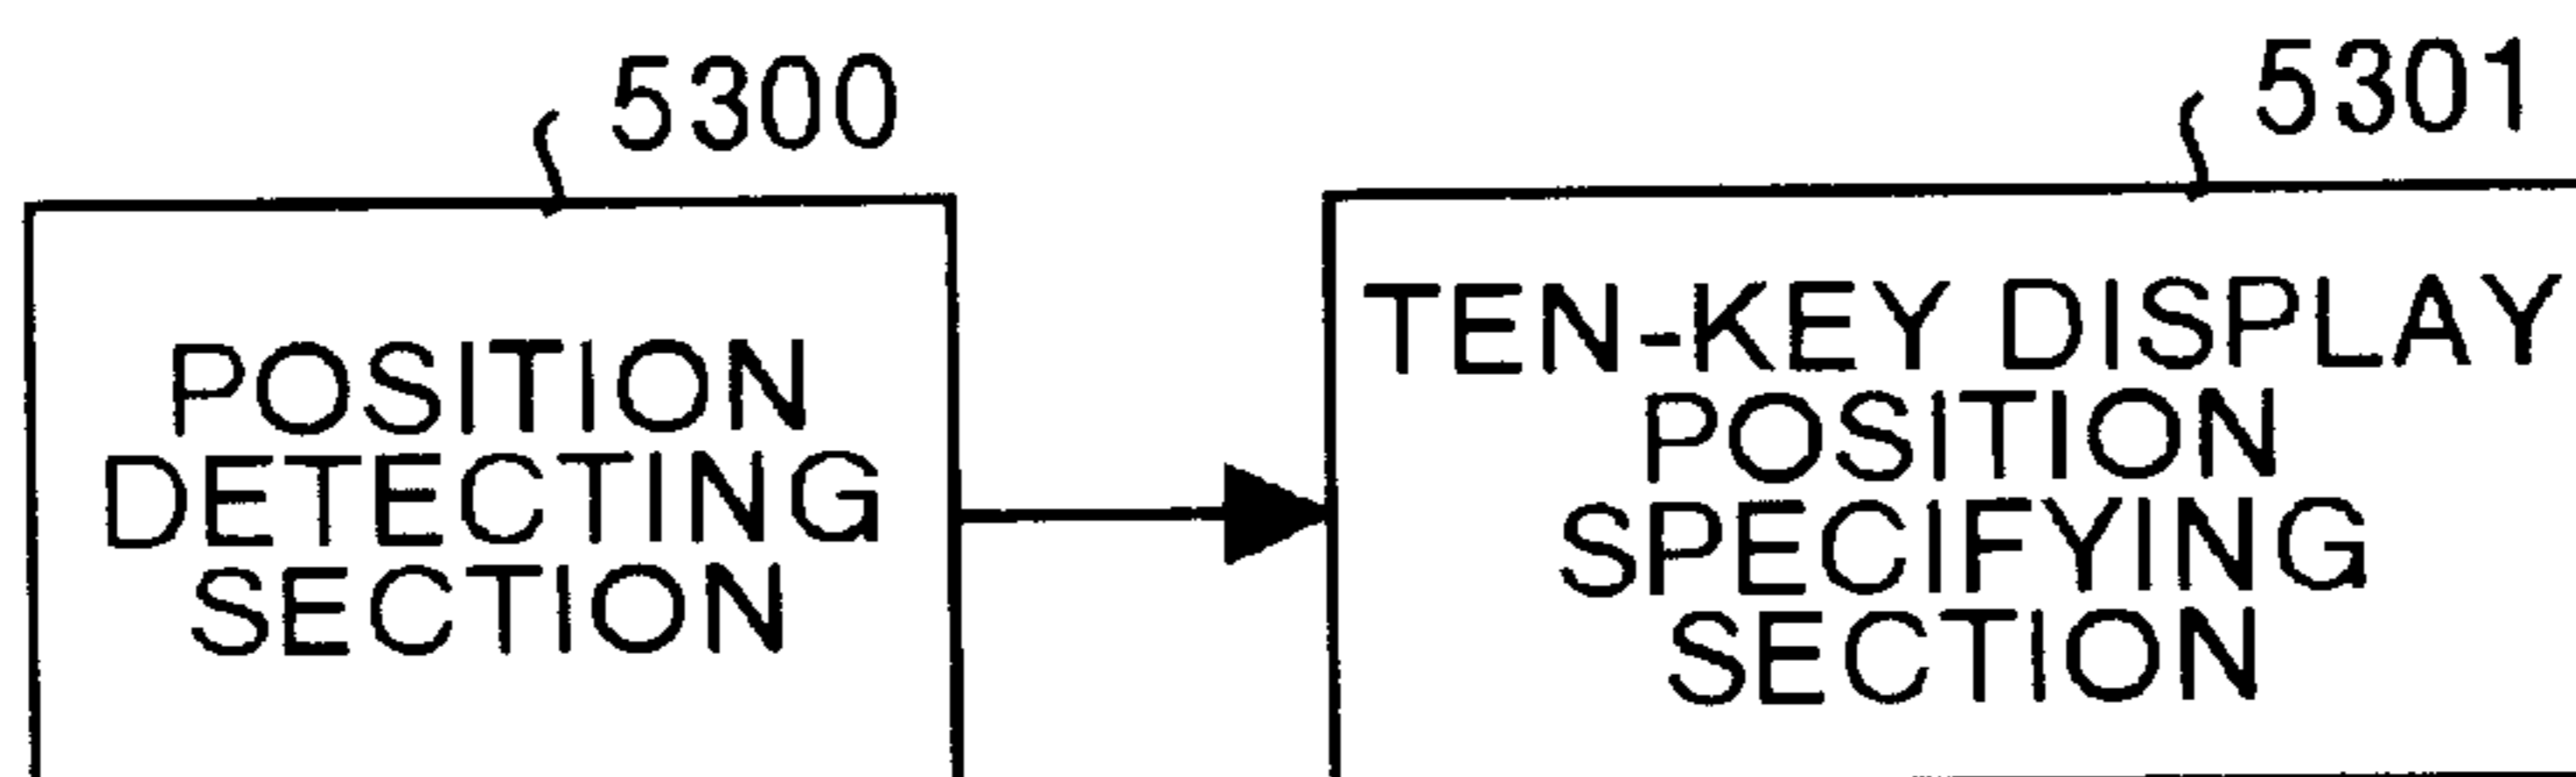 5300
POSITION
DETECTING
SECTION
5301
TEN-KEY DISPLAY
POSITION
SPECIFYING
SECTION